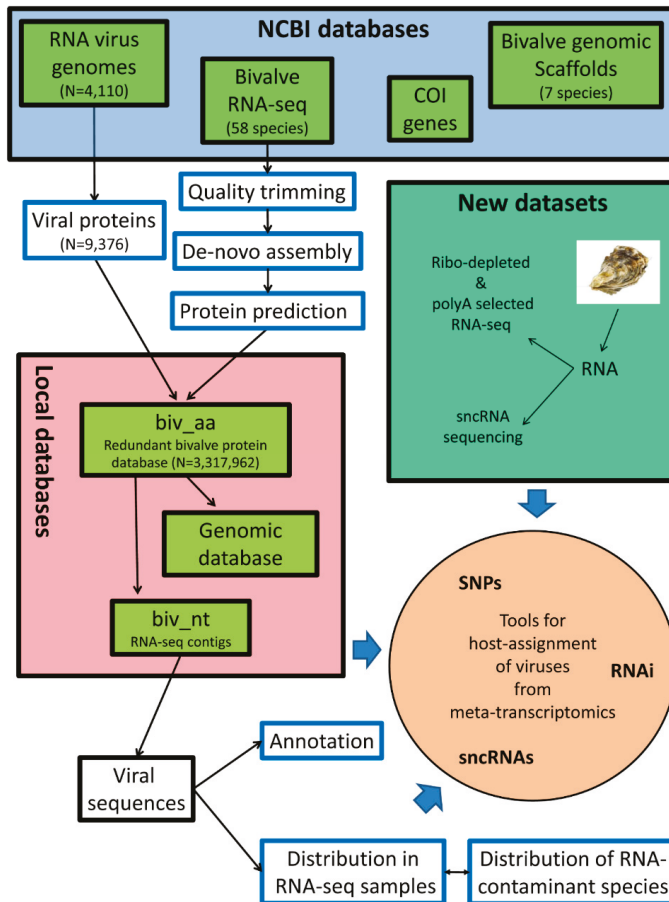 NCBI databases
RNA virus
genomes
(N=4,110)
Bivalve
RNA-seq
(58 species)
COI
genes
Bivalve genomic
Scaffolds
(7 species)
Viral proteins
(N=9,376)
Quality trimming
De-novo assembly
Protein prediction
New datasets
Ribo-depleted
&
polyA selected
RNA-seq
RNA
sncRNA
sequencing
Local databases
biv_aa
Redundant bivalve protein
database (N=3,317,962)
Genomic
database
biv_nt
RNA-seq contigs
SNPs
Tools for
host-assignment
of viruses
from
meta-transcriptomics
RNAi
sncRNAs
Viral
sequences
Annotation
Distribution in
RNA-seq samples
Distribution of RNA-
contaminant species